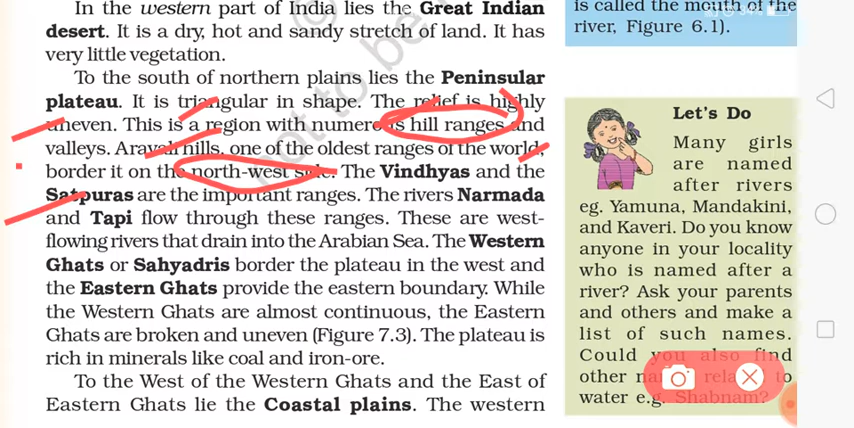 In the western part of India lies the Great Indian
desert. It is a dry, hot and sandy stretch of land. It has
very little vegetation.
To the south of northern plains lies the Peninsular
plateau. It is triangular in shape. The relief is highly
uneven. This is a region with numerous hill ranges and
valleys. Aravali hills, one of the oldest ranges of the world,
border it on the north-west side. The Vindhyas and the
Satpuras are the important ranges. The rivers Narmada
and Tapi flow through these ranges. These are west-
flowing rivers that drain into the Arabian Sea. The Western
Ghats or Sahyadris border the plateau in the west and
the Eastern Ghats provide the eastern boundary. While
the Western Ghats are almost continuous, the Eastern
Ghats are broken and uneven (Figure 7.3). The plateau is
rich in minerals like coal and iron-ore.
To the West of the Western Ghats and the East of
Eastern Ghats lie the Coastal plains. The western
is called the mouth of the
river, Figure 6.1).
Let's Do
Many girls
are named
after rivers
eg. Yamuna, Mandakini,
and Kaveri. Do you know
anyone in your locality
who is named after a
river? Ask your parents
and others and make a
list of such names.
Could you also find
other names related to
water e.g. Shabnam?
not to be